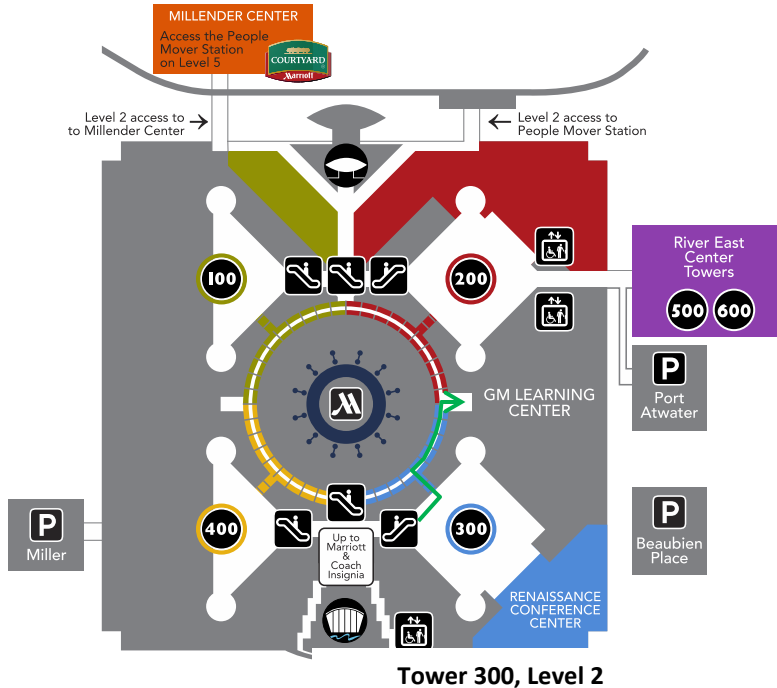 MILLENDER CENTER
Access the People
Mover Station
on Level 5
COURTYARD
Marriott
Level 2 access to
to Millender Center
Level 2 access to
People Mover Station
100
200
River East
Center
Towers
500 600
P
Port
Atwater
GM LEARNING
CENTER
P
Miller
400
300
Up to
Marriott
&
Coach
Insignia
P
Beaubien
Place
RENAISSANCE
CONFERENCE
CENTER
Tower 300, Level 2